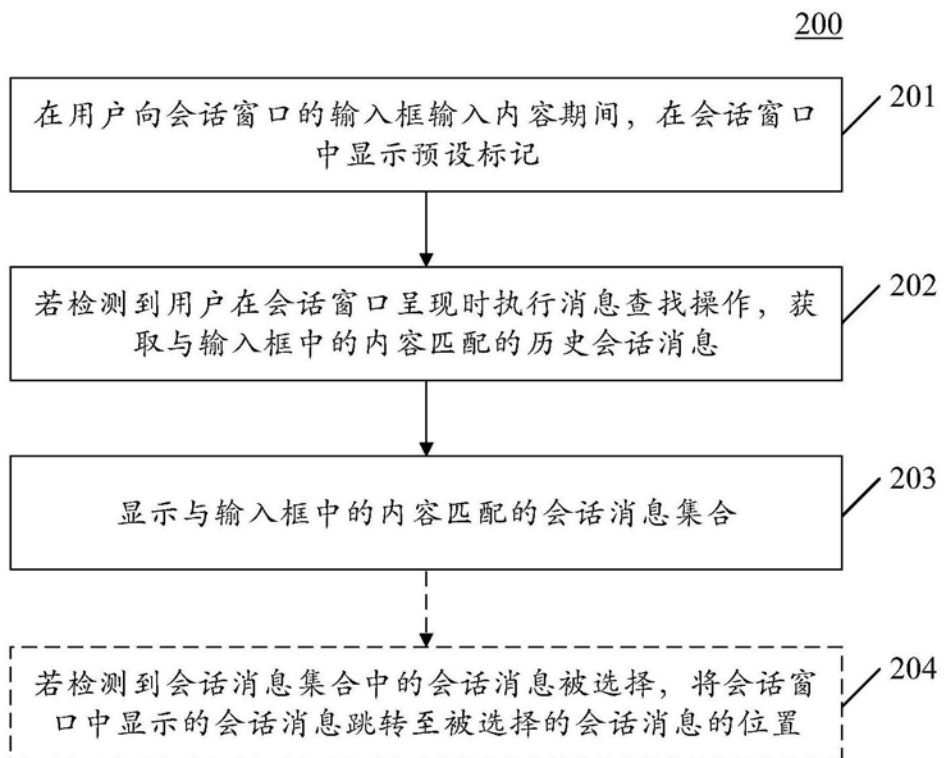 200
在用户向会话窗口的输入框输入内容期间，在会话窗口
中显示预设标记
201
若检测到用户在会话窗口呈现时执行消息查找操作，获
取与输入框中的内容匹配的历史会话消息
202
显示与输入框中的内容匹配的会话消息集合
203
若检测到会话消息集合中的会话消息被选择，将会话窗
口中显示的会话消息跳转至被选择的会话消息的位置
204